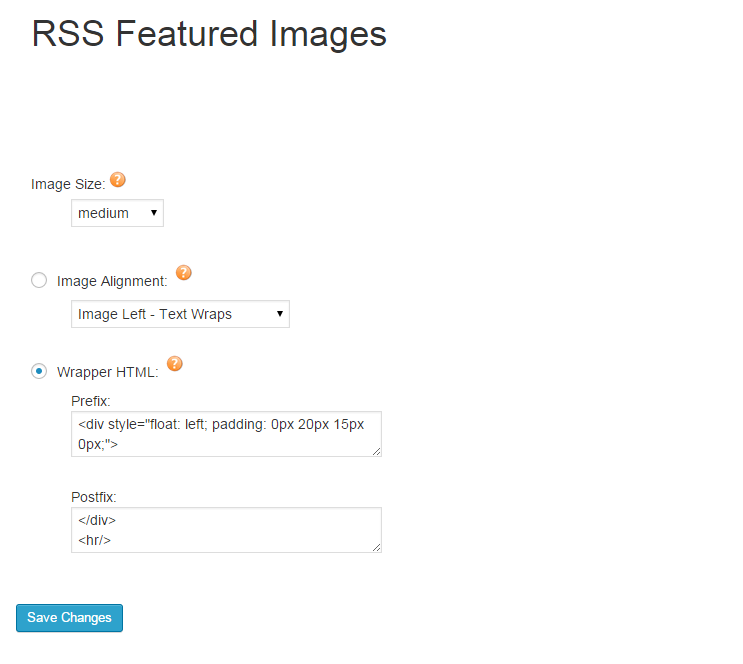 RSS Featured Images
Image Size: ?
medium
Image Alignment: ?
Image Left - Text Wraps
Wrapper HTML: ?
Prefix:
<div style="float: left; padding: 0px 20px 15px
0px;">
Postfix:
</div>
<hr/>
Save Changes